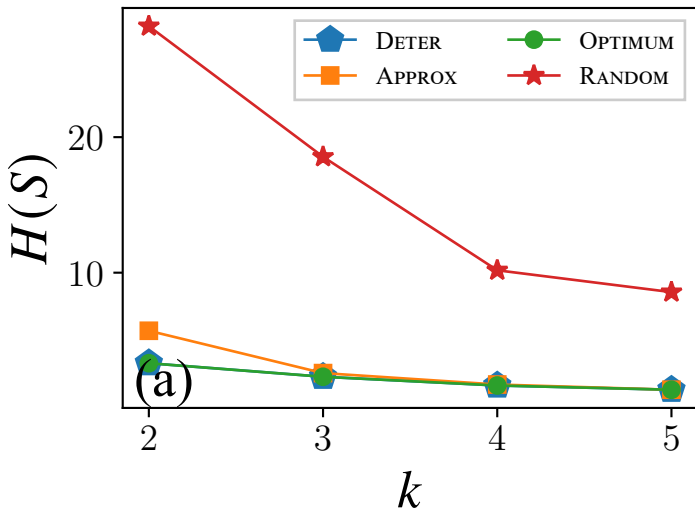 DETER OPTIMUM
APPROX RANDOM
20
10
H(S)
(a)
2 3 4 5
k